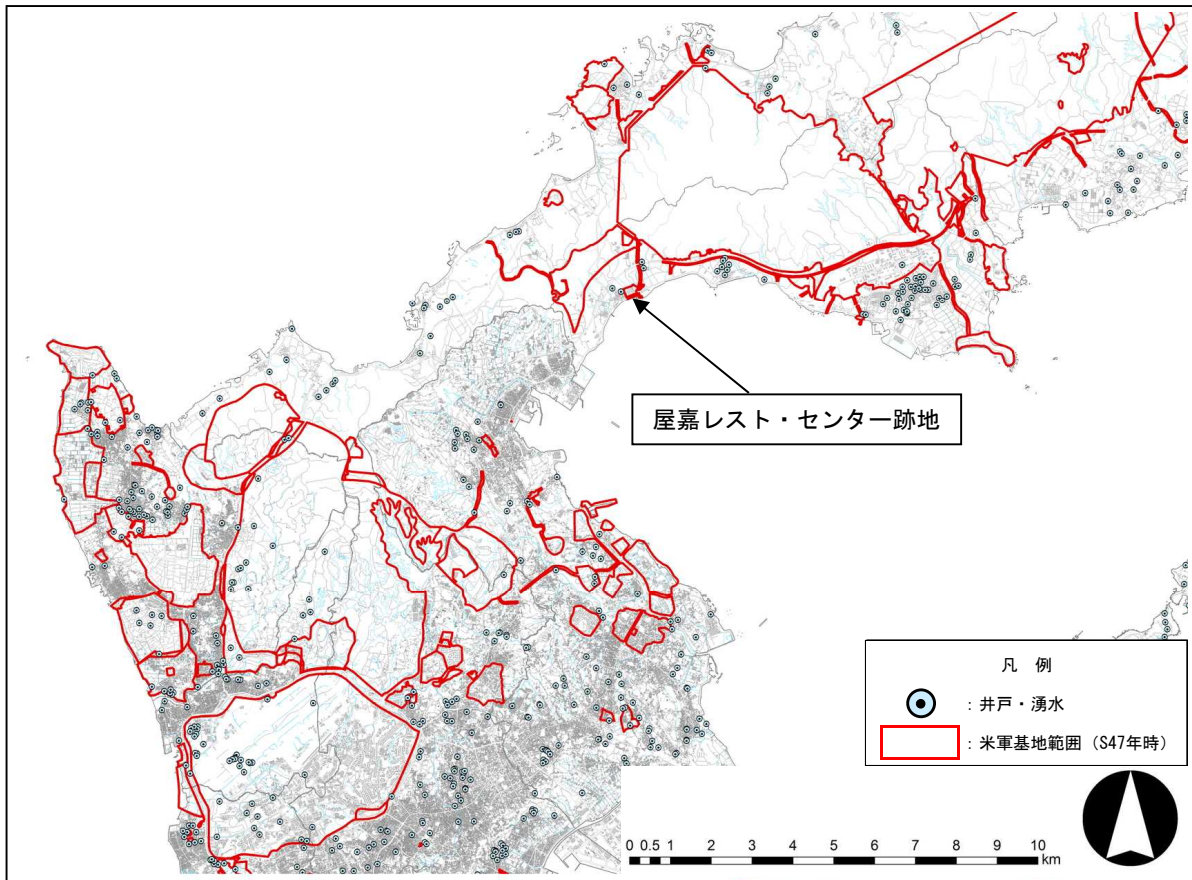 屋嘉レスト・センター跡地
凡 例
：井戸・湧水
：米軍基地範囲（S47年時）
0 0.5 1 2 3 4 5 6 7 8 9 10
km